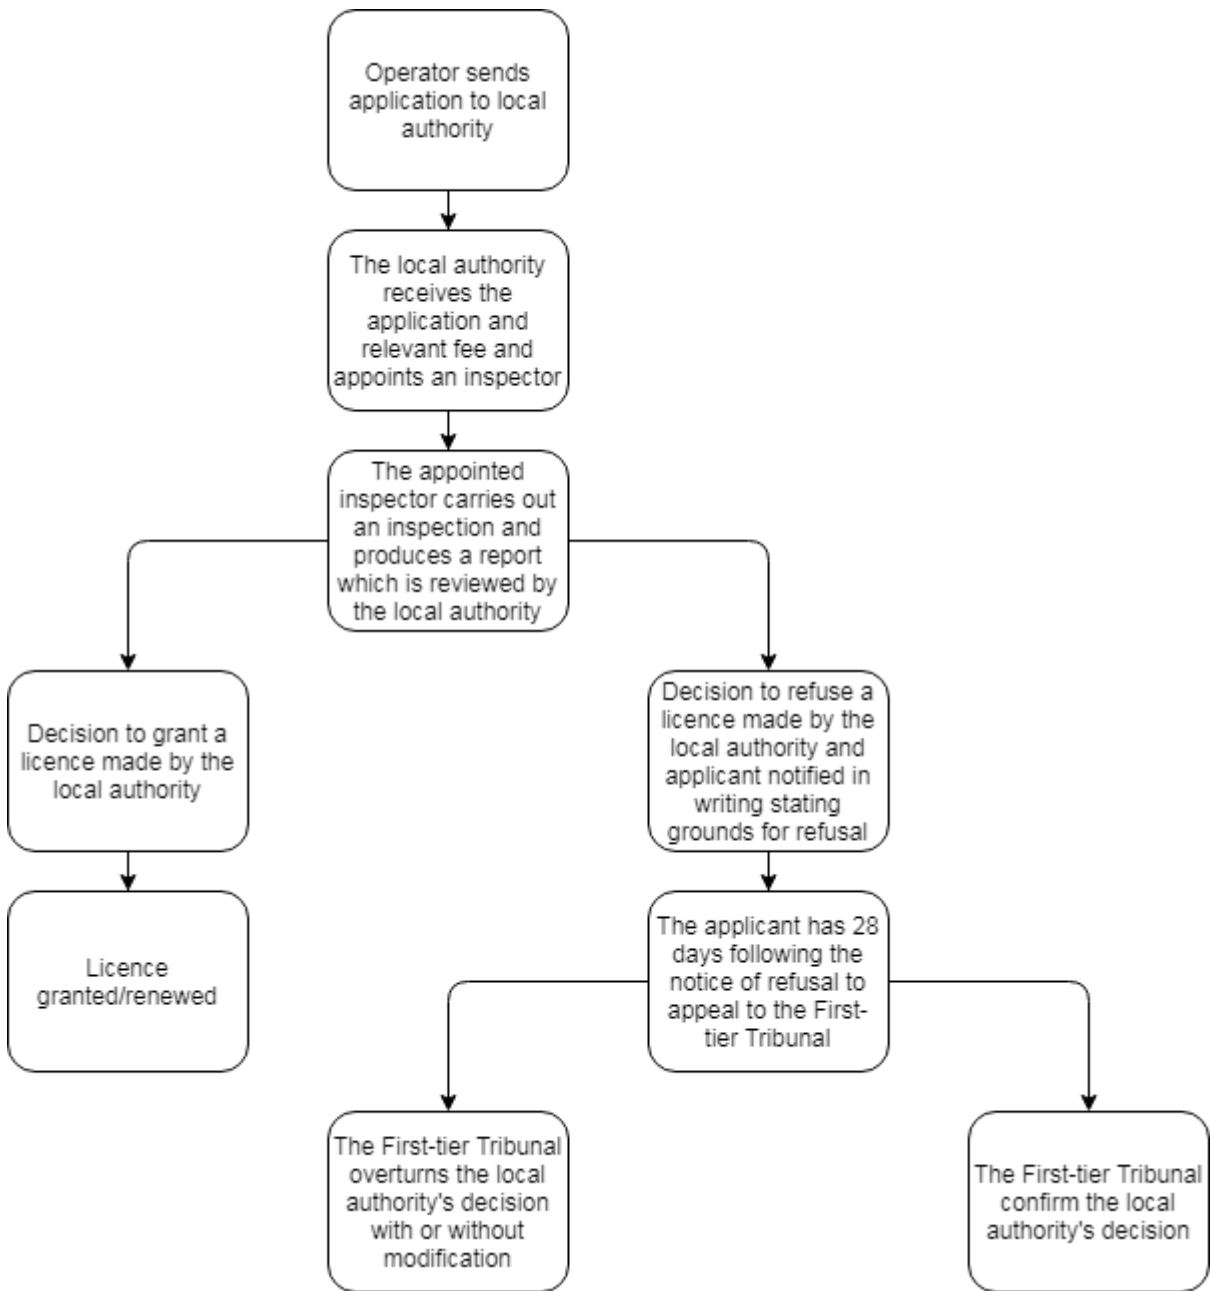 Operator sends
application to local
authority
The local authority
receives the
application and
relevant fee and
appoints an inspector
The appointed
inspector carries out
an inspection and
produces a report
which is reviewed by
the local authority
Decision to grant a
licence made by the
local authority
Decision to refuse a
licence made by the
local authority and
applicant notified in
writing stating
grounds for refusal
Licence
granted/renewed
The applicant has 28
days following the
notice of refusal to
appeal to the First-
tier Tribunal
The First-tier Tribunal
overturns the local
authority's decision
with or without
modification
The First-tier Tribunal
confirm the local
authority's decision